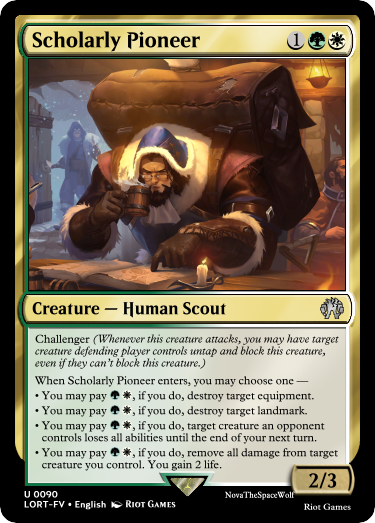 Scholarly Pioneer 1
Creature — Human Scout
Challenger (Whenever this creature attacks, you may have target
creature defending player controls untap and block this creature,
even if they can't block this creature.)
When Scholarly Pioneer enters, you may choose one —
• You may pay , if you do, destroy target equipment.
• You may pay , if you do, destroy target landmark.
• You may pay , if you do, target creature an opponent
controls loses all abilities until the end of your next turn.
• You may pay , if you do, remove all damage from target
creature you control. You gain 2 life.
2/3
U 0090
LORT-FV • English Riot Games
NovaTheSpaceWolf
Riot Games